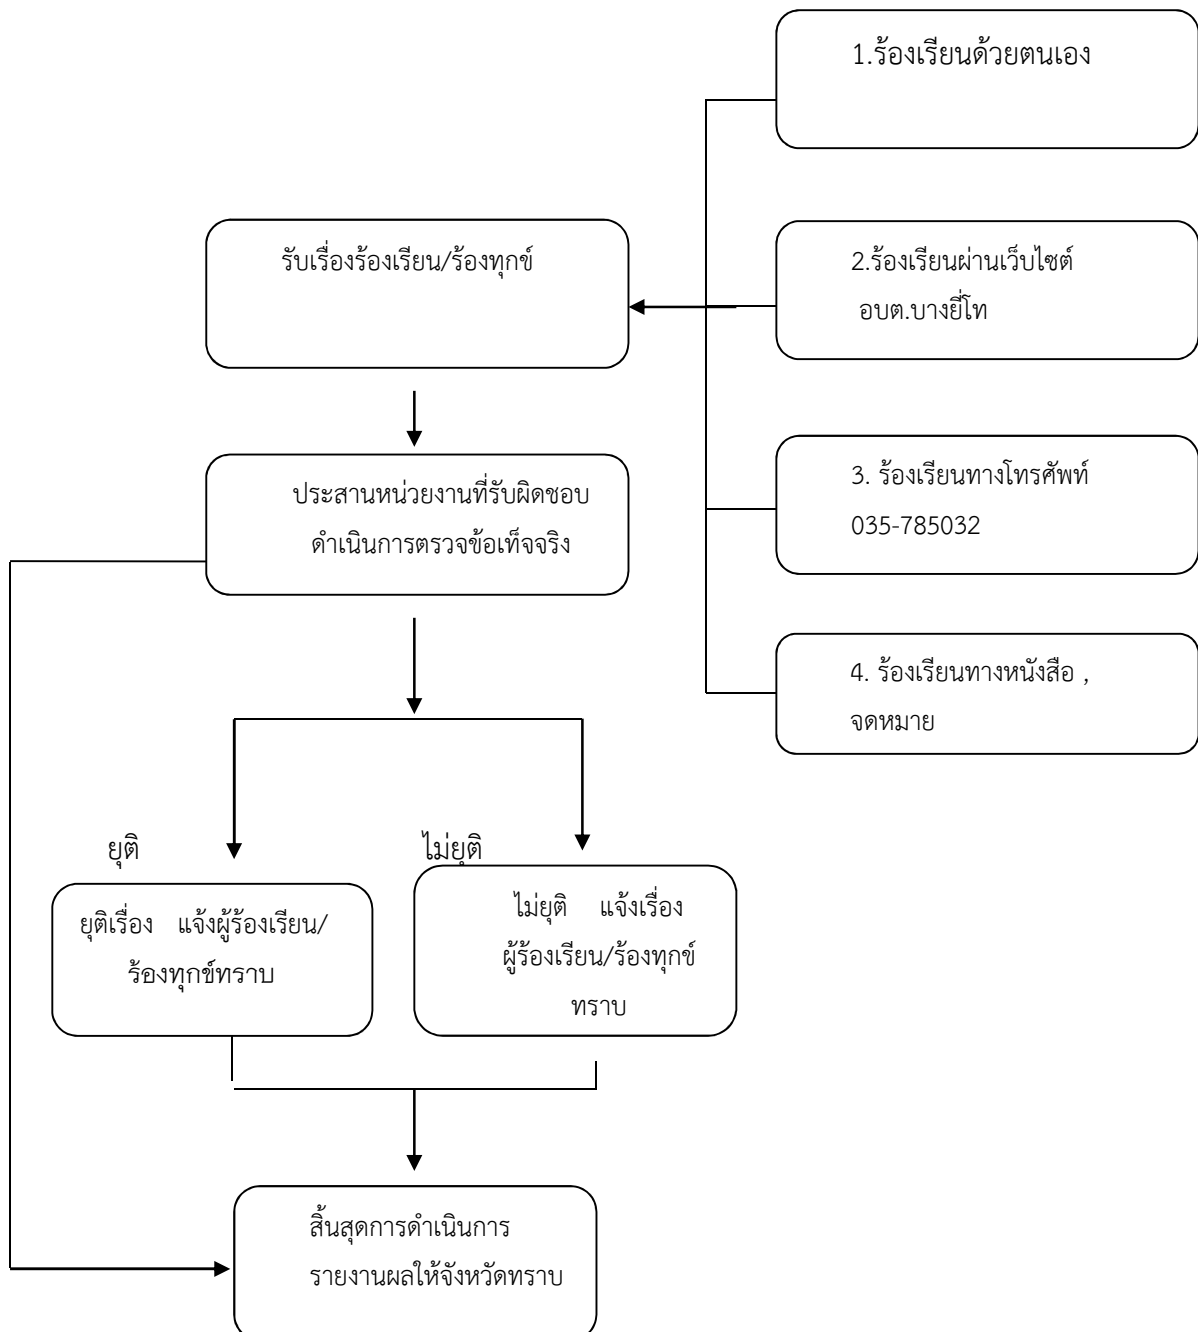 1.ร้องเรียนด้วยตนเอง
รับเรื่องร้องเรียน/ร้องทุกข์
2.ร้องเรียนผ่านเว็บไซต์
อบต.บางยี่โท
ประสานหน่วยงานที่รับผิดชอบ
ดำเนินการตรวจข้อเท็จจริง
3. ร้องเรียนทางโทรศัพท์
035-785032
4. ร้องเรียนทางหนังสือ ,
จดหมาย
ยุติ
ไม่ยุติ
ยุติเรื่อง แจ้งผู้ร้องเรียน/
ร้องทุกข์ทราบ
ไม่ยุติ แจ้งเรื่อง
ผู้ร้องเรียน/ร้องทุกข์
ทราบ
สิ้นสุดการดำเนินการ
รายงานผลให้จังหวัดทราบ